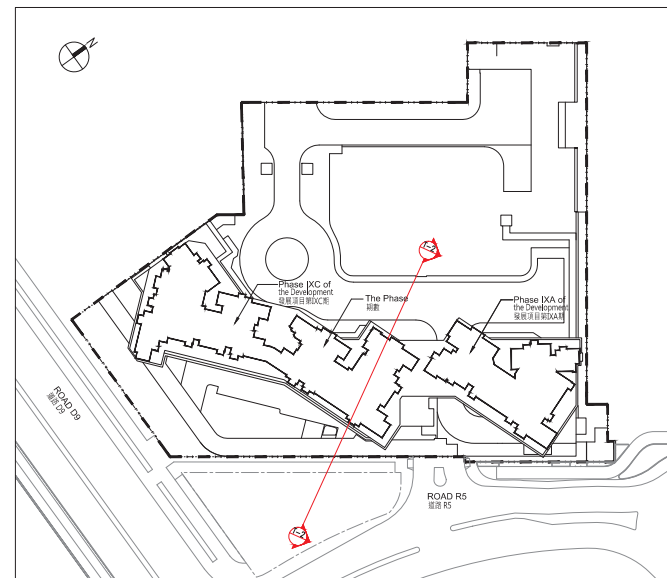 N
Phase IXC of
the Development
發展項目第IXC期
The Phase
期數
Phase IXA of
the Development
發展項目第IXA期
ROAD D9
道路 D9
ROAD R5
道路 R5